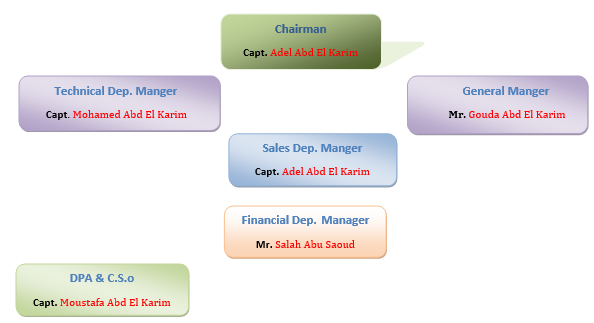 Chairman
Capt. Adel Abd El Karim
Technical Dep. Manger
Capt. Mohamed Abd El Karim
General Manger
Mr. Gouda Abd El Karim
Sales Dep. Manger
Capt. Adel Abd El Karim
Financial Dep. Manager
Mr. Salah Abu Saoud
DPA & C.S.o
Capt. Moustafa Abd El Karim